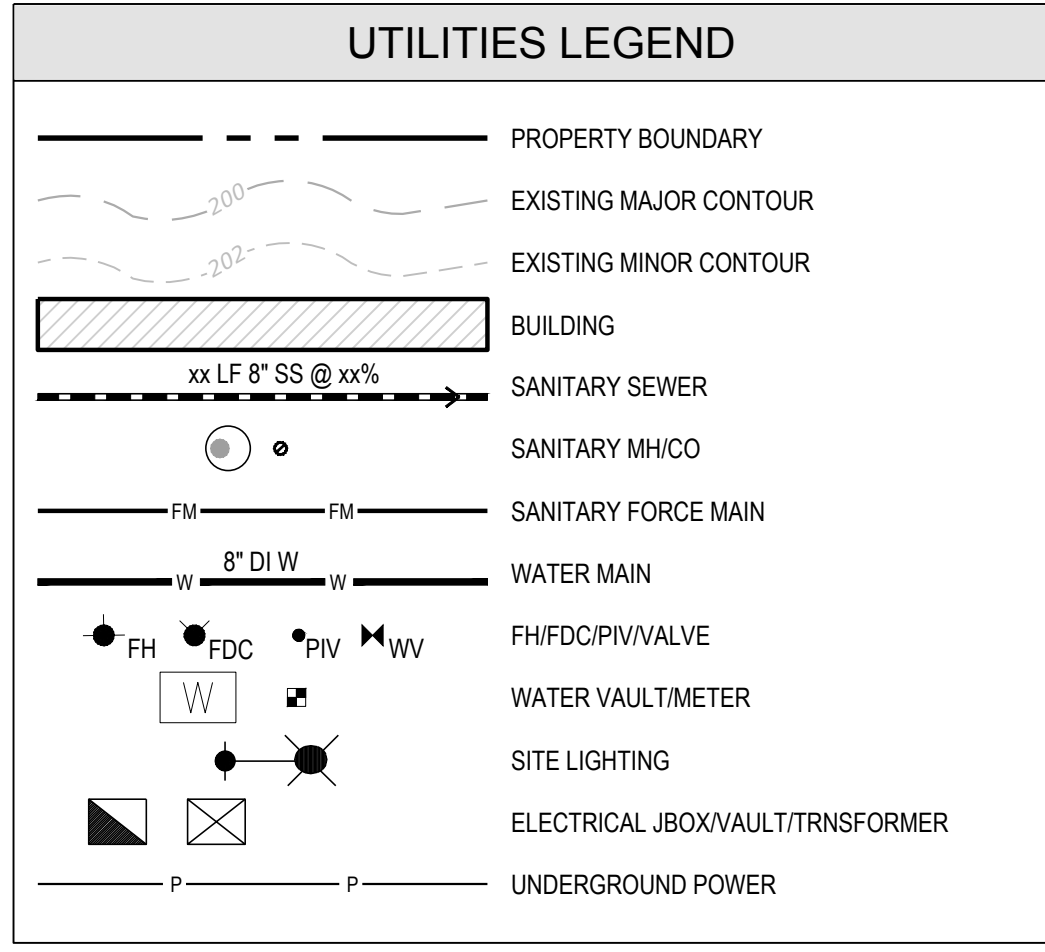 UTILITIES LEGEND
PROPERTY BOUNDARY
200 EXISTING MAJOR CONTOUR
202 EXISTING MINOR CONTOUR
BUILDING
xx LF 8" SS @ xx%
SANITARY SEWER
SANITARY MH/CO
FM FM SANITARY FORCE MAIN
8" DI W
W W WATER MAIN
FH FDC PIV WV FH/FDC/PIV/VALVE
W WATER VAULT/METER
SITE LIGHTING
ELECTRICAL JBOX/VAULT/TRNSFORMER
P P UNDERGROUND POWER